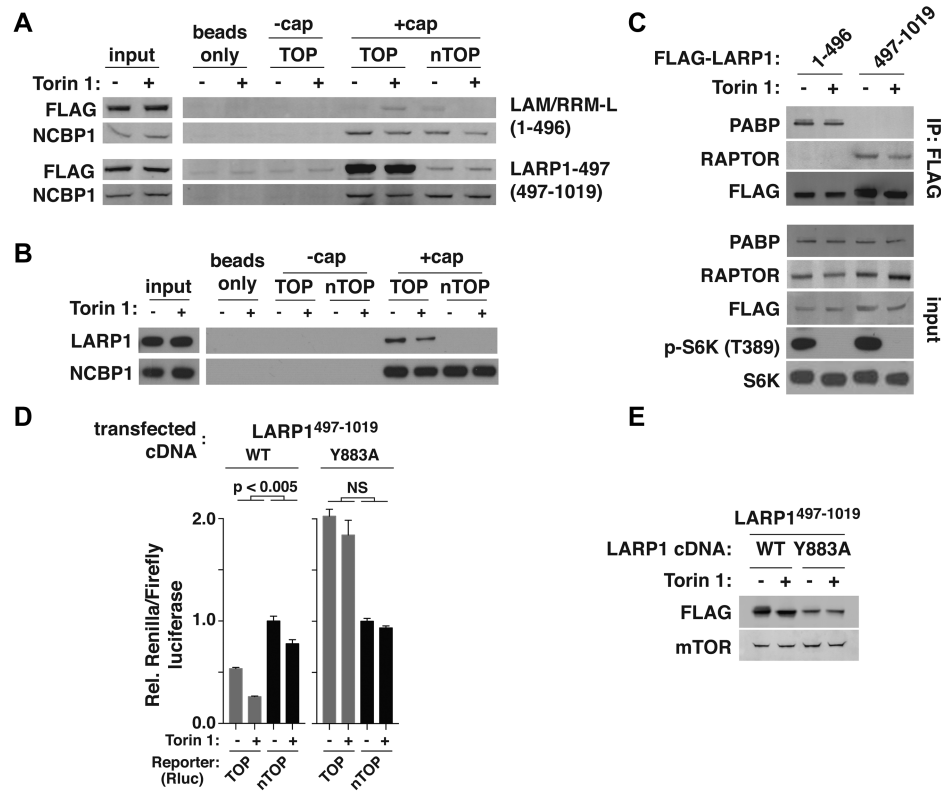 A
-cap
+cap
beads only
input
TOP
TOP
nTOP
Torin 1: - + - + - + - + - +
FLAG
NCBP1
LAM/RRM-L (1-496)
FLAG
NCBP1
LARP1-497 (497-1019)
B
-cap
+cap
beads only
input
TOP
nTOP
TOP
nTOP
Torin 1: - + - + - + - + - + - +
LARP1
NCBP1
C
FLAG-LARP1: 1-496 497-1019
Torin 1: - + - +
PABP
RAPTOR
FLAG
IP: FLAG
PABP
RAPTOR
FLAG
p-S6K (T389)
S6K
input
D
transfected cDNA :
LARP1497-1019
WT
Y883A
p < 0.005
NS
2.0
1.0
0.0
Rel. Renilla/Firefly luciferase
Torin 1: - + - + - + - +
Reporter: (Rluc)
TOP
nTOP
TOP
nTOP
E
LARP1497-1019
LARP1 cDNA: WT Y883A
Torin 1: - + - +
FLAG
mTOR